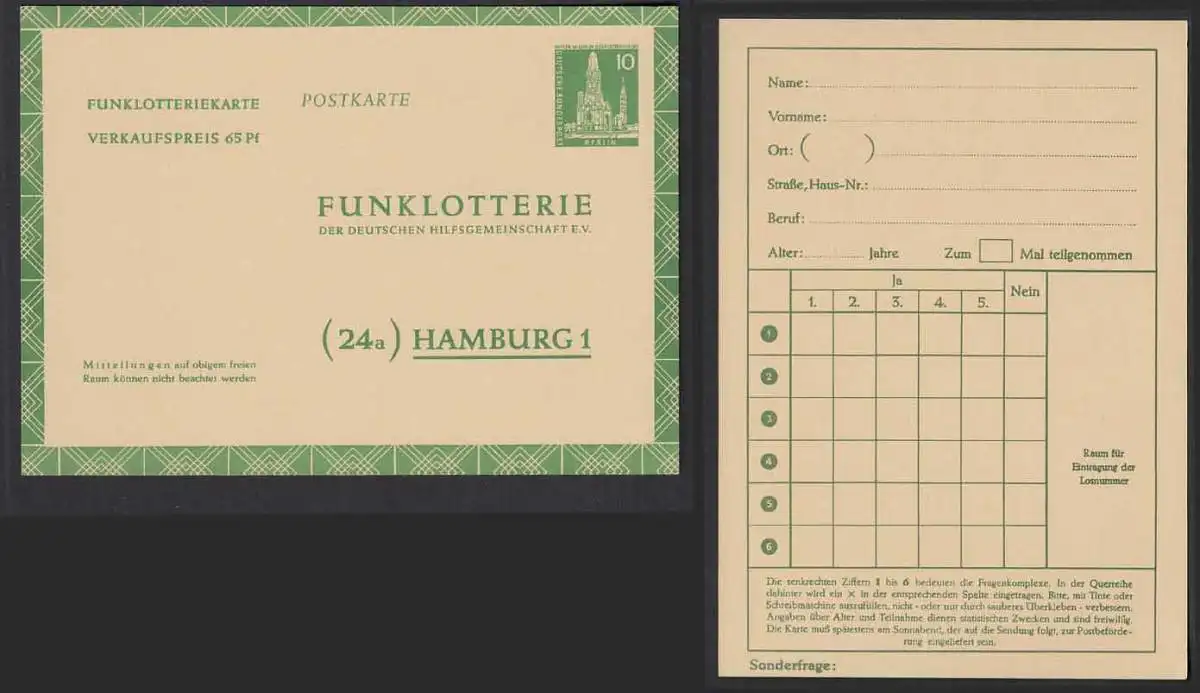 FUNKLOTTERIEKARTE
POSTKARTE
VERKAUFSPREIS 65 Pf
10
DEUTSCHE BUNDESPOST
BERLIN
FUNKLOTTERIE
DER DEUTSCHEN HILFSGEMEINSCHAFT E.V.
(24a) HAMBURG 1
Mitteilungen auf obigem freien
Raum können nicht beachtet werden
Name:
Vorname:
Ort: ( )
Straße, Haus-Nr.:
Beruf:
Alter: Jahre Zum Mal teilgenommen
Ja
Nein
1. 2. 3. 4. 5.
1
2
3
4
5
6
Raum für
Eintragung der
Losnummer
Die senkrechten Ziffern 1 bis 6 bedeuten die Fragenkomplexe. In der Querreihe
dahinter wird ein × in der entsprechenden Spalte eingetragen. Bitte, mit Tinte oder
Schreibmaschine auszufüllen, nicht - oder nur durch sauberes Überkleben - verbessern.
Angaben über Alter und Teilnahme dienen statistischen Zwecken und sind freiwillig.
Die Karte muß spätestens am Sonnabend, der auf die Sendung folgt, zur Postbeförde-
rung eingeliefert sein.
Sonderfrage: